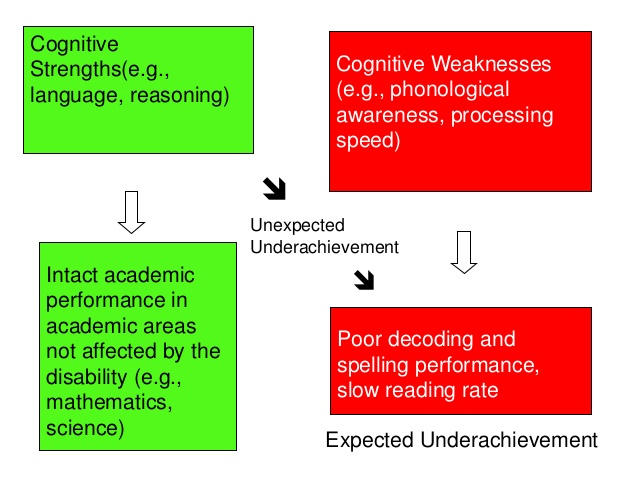 Cognitive
Strengths(e.g.,
language, reasoning)
Cognitive Weaknesses
(e.g., phonological
awareness, processing
speed)
Unexpected
Underachievement
Intact academic
performance in
academic areas
not affected by the
disability (e.g.,
mathematics,
science)
Poor decoding and
spelling performance,
slow reading rate
Expected Underachievement